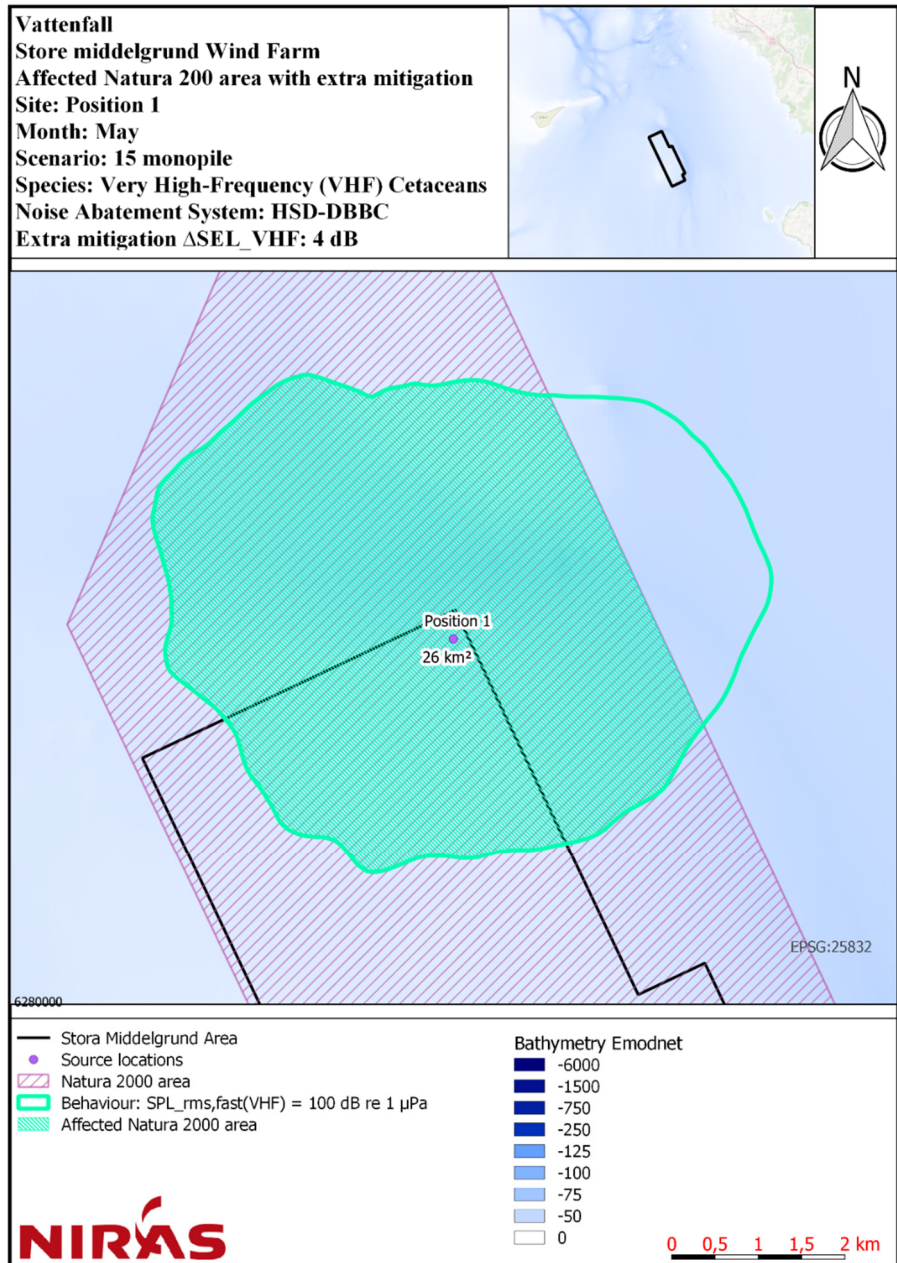 Vattenfall
Store middelgrund Wind Farm
Affected Natura 200 area with extra mitigation
Site: Position 1
Month: May
Scenario: 15 monopile
Species: Very High-Frequency (VHF) Cetaceans
Noise Abatement System: HSD-DBBC
Extra mitigation ΔSEL_VHF: 4 dB
N
Position 1
26 km²
EPSG:25832
6280000
Stora Middelgrund Area
Source locations
Natura 2000 area
Behaviour: SPL_rms,fast(VHF) = 100 dB re 1 µPa
Affected Natura 2000 area
Bathymetry Emodnet
-6000
-1500
-750
-250
-125
-100
-75
-50
0
NIRAS
0 0,5 1 1,5 2 km